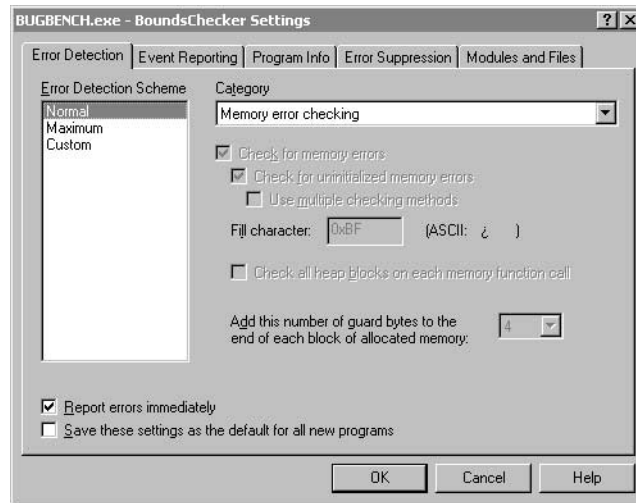 BUGBENCH.exe - BoundsChecker Settings
Error Detection
Event Reporting
Program Info
Error Suppression
Modules and Files
Error Detection Scheme
Normal
Maximum
Custom
Category
Memory error checking
Check for memory errors
Check for uninitialized memory errors
Use multiple checking methods
Fill character: 0xBF (ASCII: ¿ )
Check all heap blocks on each memory function call
Add this number of guard bytes to the
end of each block of allocated memory:
4
Report errors immediately
Save these settings as the default for all new programs
OK
Cancel
Help